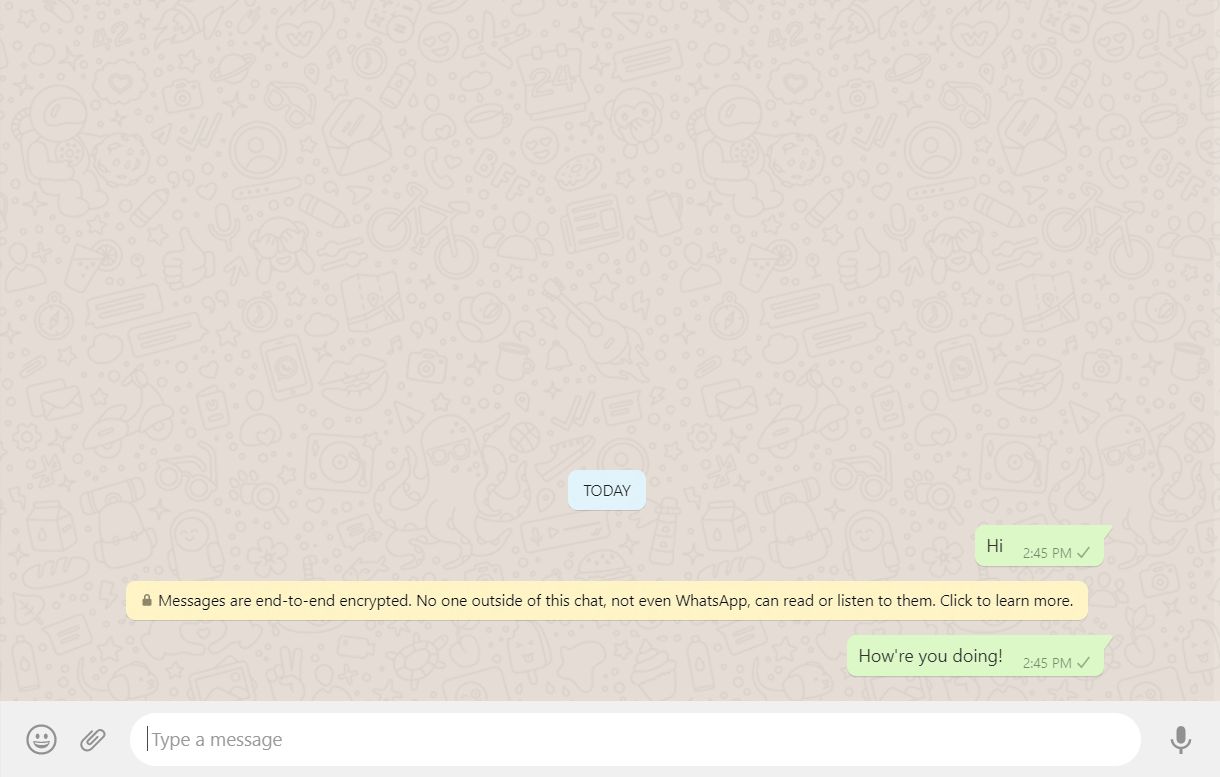 TODAY
Hi 2:45 PM
Messages are end-to-end encrypted. No one outside of this chat, not even WhatsApp, can read or listen to them. Click to learn more.
How're you doing! 2:45 PM
Type a message